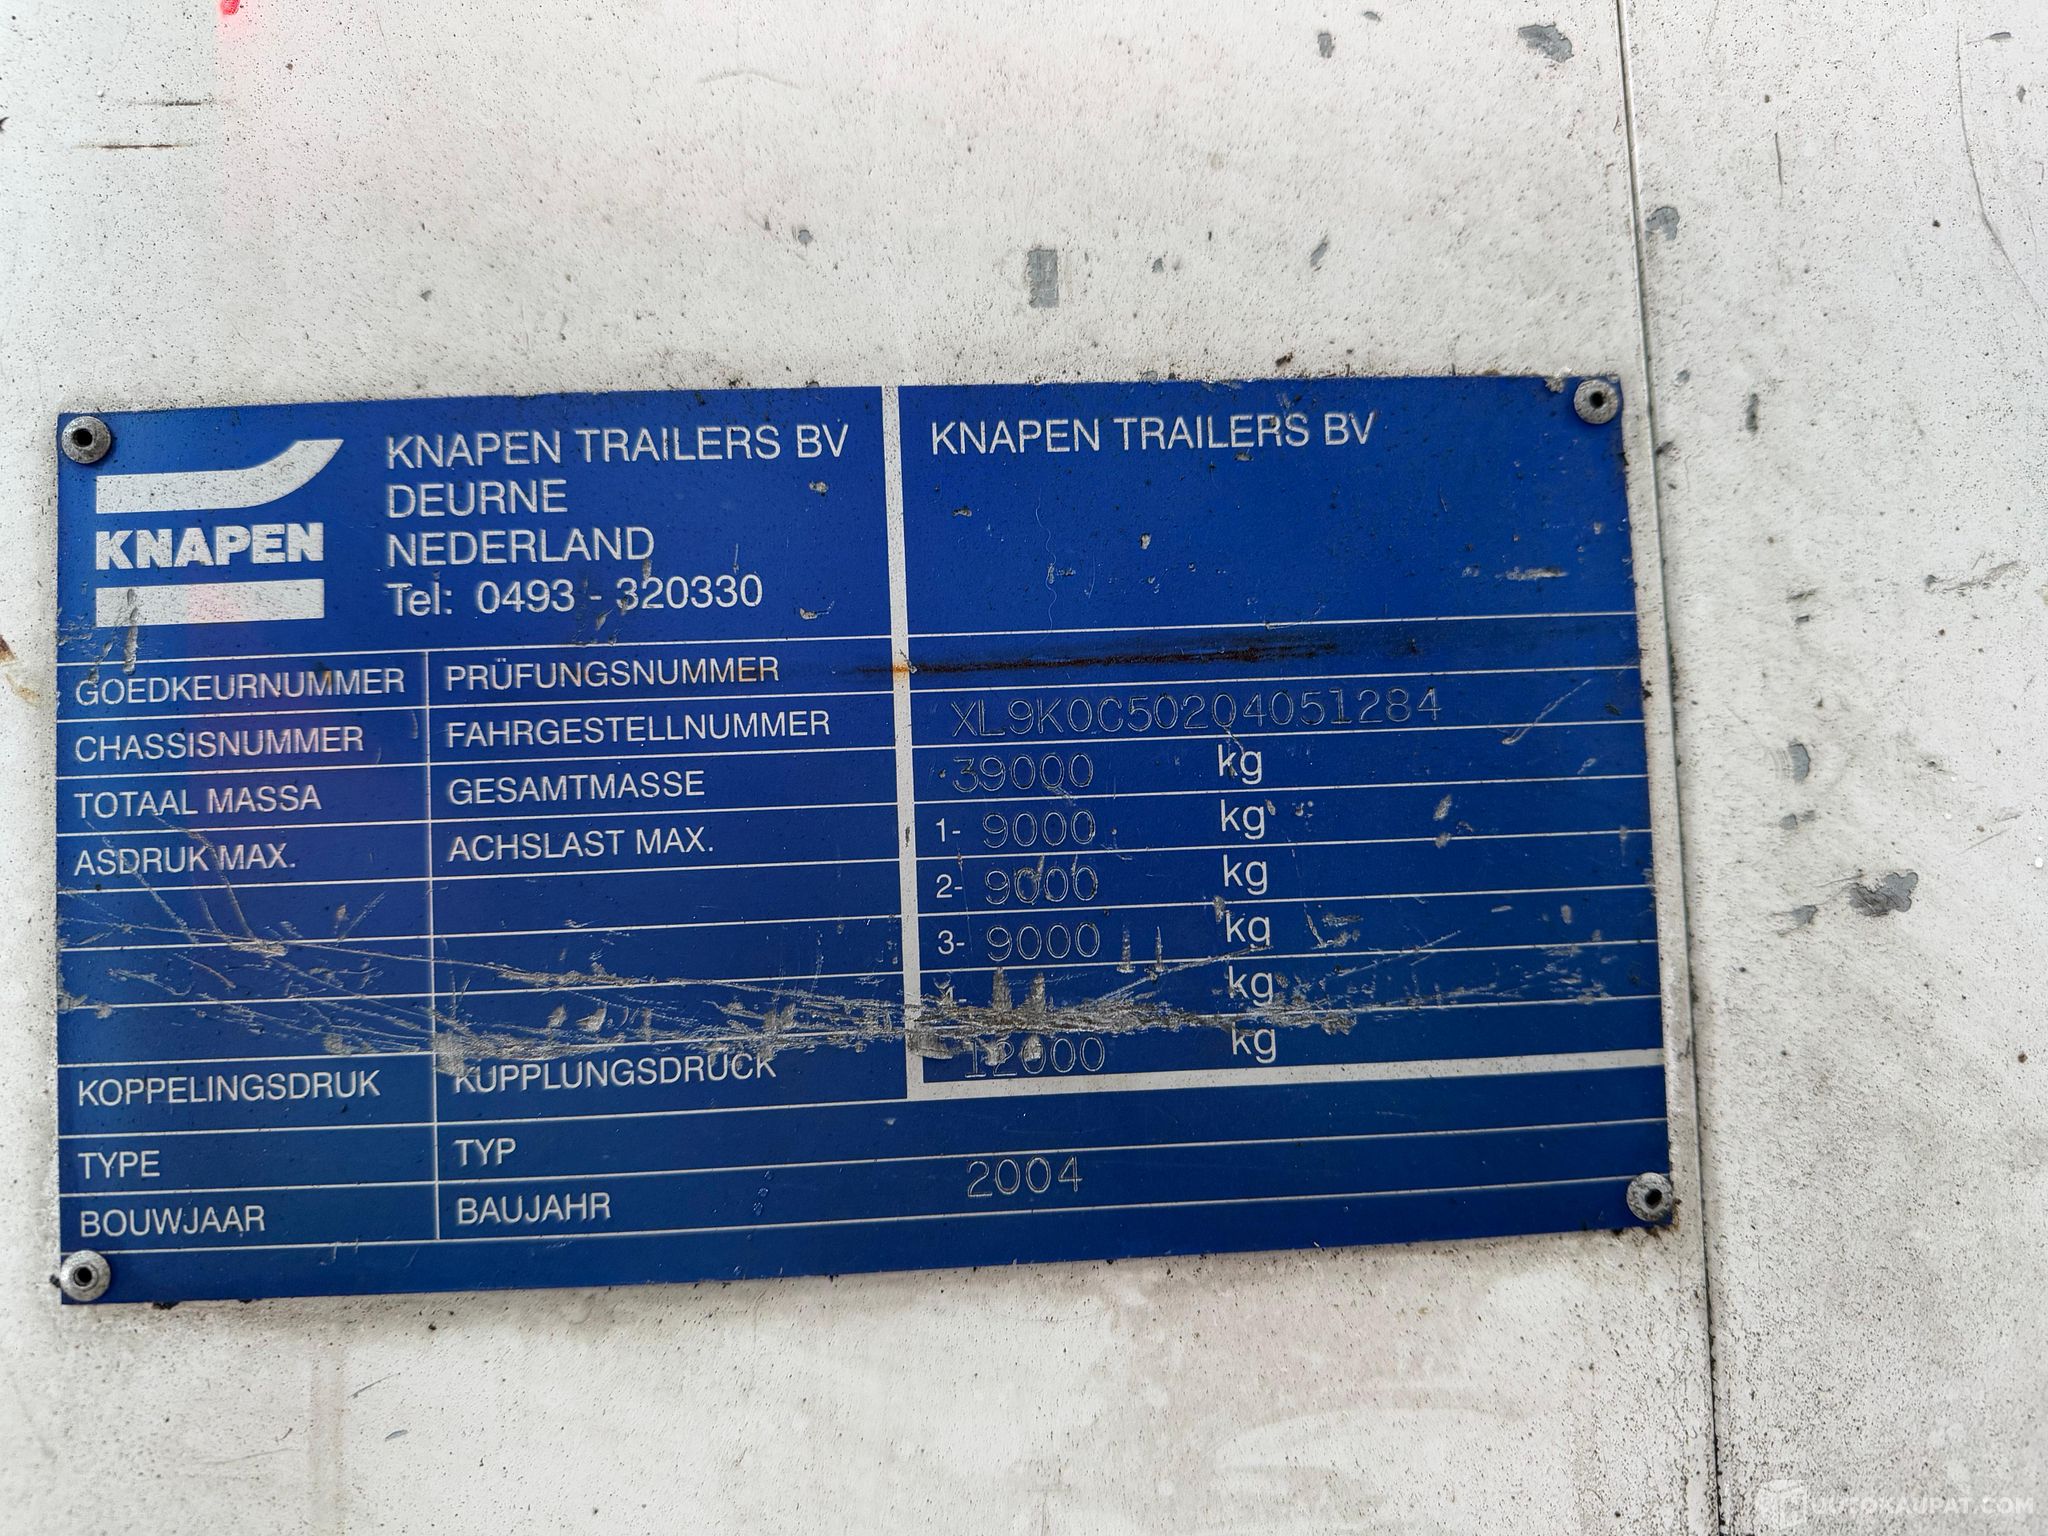 KNAPEN
KNAPEN TRAILERS BV
DEURNE
NEDERLAND
Tel: 0493 - 320330
KNAPEN TRAILERS BV
GOEDKEURNUMMER PRÜFUNGSNUMMER
CHASSISNUMMER FAHRGESTELLNUMMER XL9K0C50204051284
TOTAAL MASSA GESAMTMASSE 39000 kg
ASDRUK MAX. ACHSLAST MAX. 1- 9000 kg
2- 9000 kg
3- 9000 kg
4- kg
KOPPELINGSDRUK KUPPLUNGSDRUCK 12000 kg
TYPE TYP
BOUWJAAR BAUJAHR 2004
AUTOKAUPAT.COM